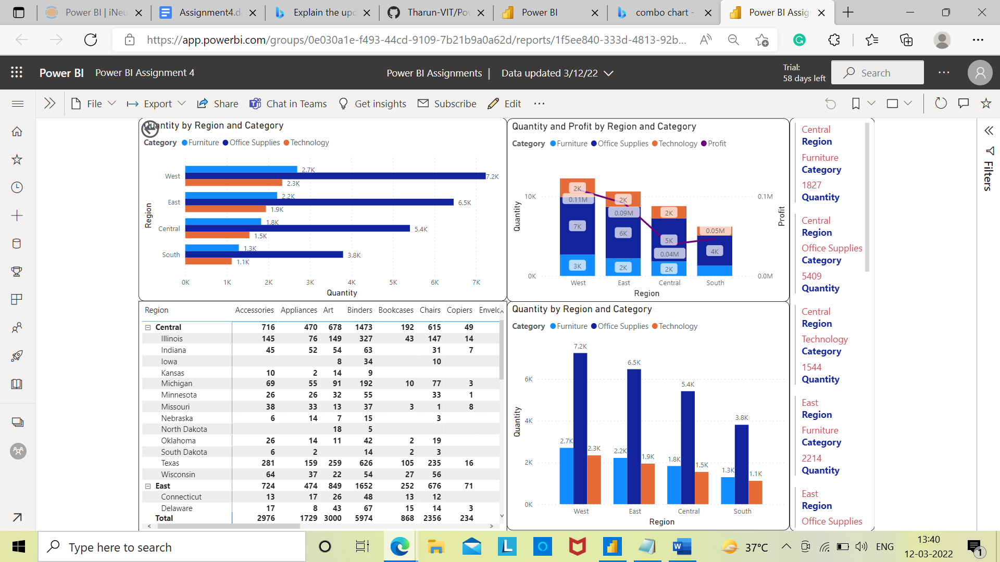 Power BI | iNeu
Assignment4.d
Explain the upd
Tharun-VIT/Po
Power BI
combo chart -
Power BI Assig
https://app.powerbi.com/groups/0e030a1e-f493-44cd-9109-7b21b9a0a62d/reports/1f5ee840-333d-4813-92b...
Power BI Power BI Assignment 4
Power BI Assignments | Data updated 3/12/22
Trial:
58 days left
Search
File Export Share Chat in Teams Get insights Subscribe Edit
Quantity by Region and Category
Category Furniture Office Supplies Technology
Region
West 2.7K 7.2K 2.3K
East 2.2K 6.5K 1.9K
Central 1.8K 5.4K 1.5K
South 1.3K 3.8K 1.1K
0K 1K 2K 3K 4K 5K 6K 7K
Quantity
Quantity and Profit by Region and Category
Category Furniture Office Supplies Technology Profit
Quantity
Profit
10K 0.1M
0K 0.0M
2K 0.11M 7K 3K
2K 0.09M 6K 2K
2K 5K 0.04M 2K
0.05M 4K
West East Central South
Region
Region Accessories Appliances Art Binders Bookcases Chairs Copiers Envelo
Central 716 470 678 1473 192 615 49
Illinois 145 76 149 327 43 147 14
Indiana 45 52 54 63 31 7
Iowa 8 34 10
Kansas 10 2 14 9
Michigan 69 55 91 192 10 77 3
Minnesota 26 26 32 55 33 1
Missouri 38 33 13 37 3 1 8
Nebraska 6 14 7 15 3
North Dakota 18 5
Oklahoma 26 14 11 42 2 19
South Dakota 6 2 14 2 3
Texas 281 159 259 626 105 235 16
Wisconsin 64 37 22 54 27 56
East 724 474 849 1652 252 676 71
Connecticut 13 17 26 48 13 12
Delaware 17 8 43 67 15 14 3
Total 2976 1729 3000 5974 868 2356 234
Quantity by Region and Category
Category Furniture Office Supplies Technology
Quantity
6K
4K
2K
0K
2.7K 7.2K 2.3K
2.2K 6.5K 1.9K
1.8K 5.4K 1.5K
1.3K 3.8K 1.1K
West East Central South
Region
Central
Region
Furniture
Category
1827
Quantity
Central
Region
Office Supplies
Category
5409
Quantity
Central
Region
Technology
Category
1544
Quantity
East
Region
Furniture
Category
2214
Quantity
East
Region
Office Supplies
Filters
Type here to search
37°C
ENG
13:40
12-03-2022
1